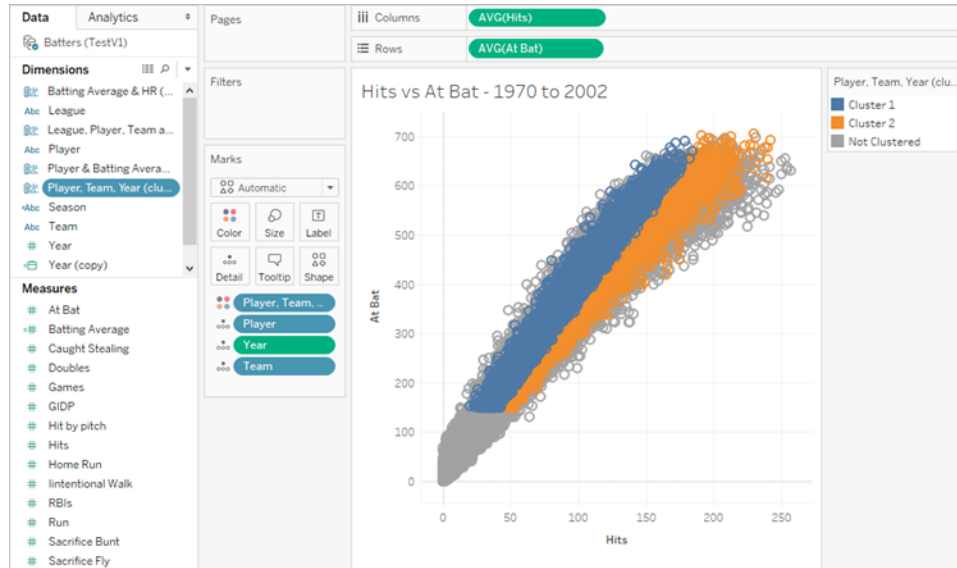 Data
Analytics
Batters (TestV1)
Dimensions
Batting Average & HR (...
Abc League
League, Player, Team a...
Abc Player
Player & Batting Avera...
Player, Team, Year (clu...
Abc Season
Abc Team
# Year
Year (copy)
Measures
# At Bat
# Batting Average
# Caught Stealing
# Doubles
# Games
# GIDP
# Hit by pitch
# Hits
# Home Run
# Iintentional Walk
# RBIs
# Run
# Sacrifice Bunt
# Sacrifice Fly
Pages
Filters
Marks
Automatic
Color
Size
Label
Detail
Tooltip
Shape
Player, Team, ..
Player
Year
Team
Columns
AVG(Hits)
Rows
AVG(At Bat)
Hits vs At Bat - 1970 to 2002
At Bat
700
600
500
400
300
200
100
0
0 50 100 150 200 250
Hits
Player, Team, Year (clu...
Cluster 1
Cluster 2
Not Clustered